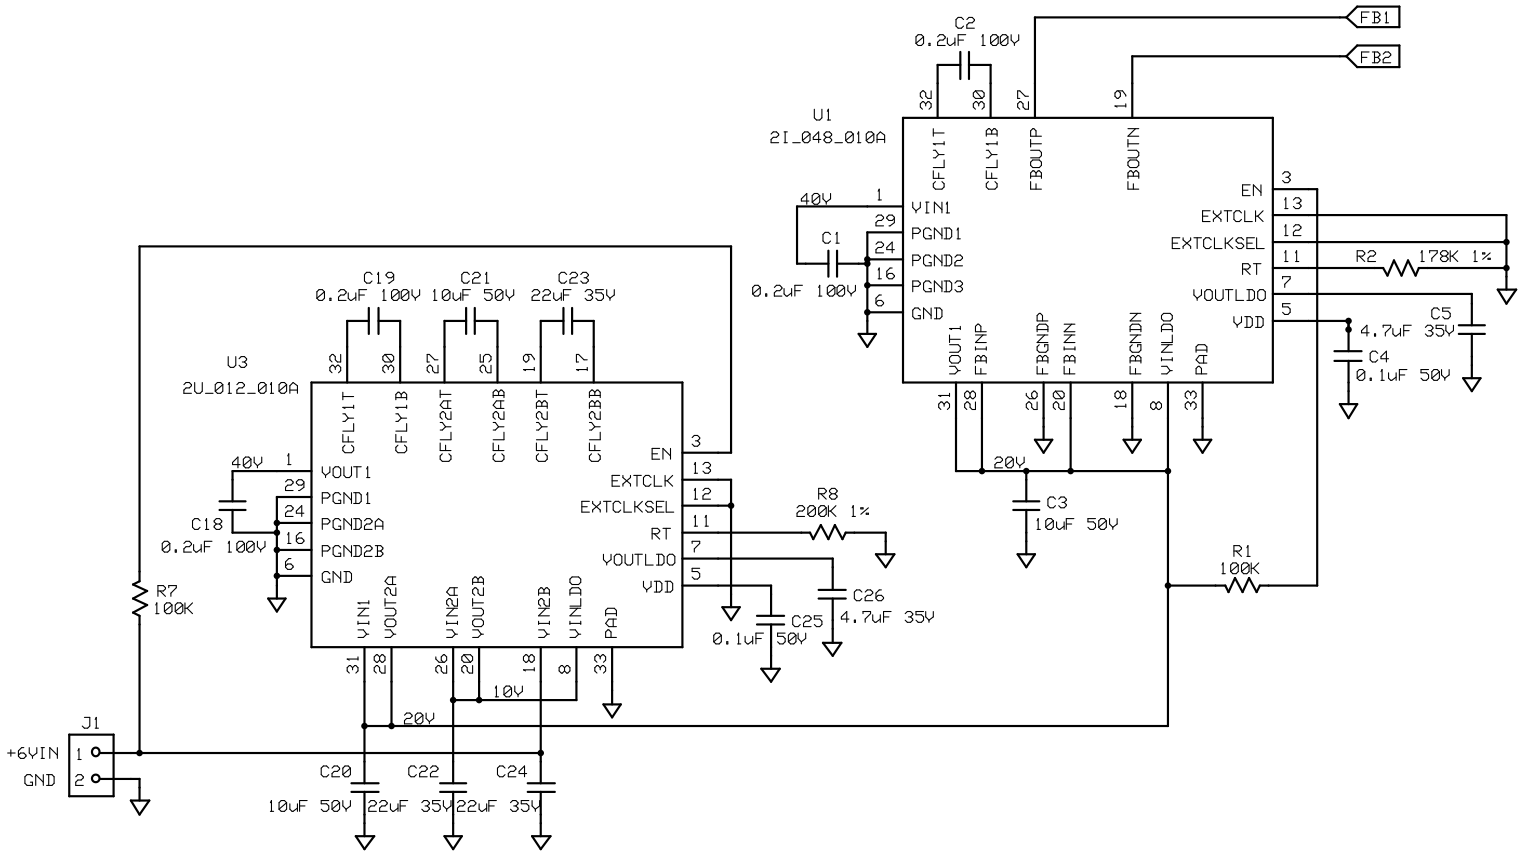 C2
0.2uF 100V
FB1
FB2
32
30
27
19
U1
2I_048_010A
CFLY1T
CFLY1B
FBOUTP
FBOUTN
40V
1
VIN1
29
PGND1
24
PGND2
16
PGND3
6
GND
C1
0.2uF 100V
EN
3
EXTCLK
13
EXTCLKSEL
12
RT
11
R2
178K 1%
VOUTLDO
7
VDD
5
C5
4.7uF 35V
C4
0.1uF 50V
VOUT1
FBINP
FBGNDP
FBINN
FBGNDN
VINLDO
PAD
31
28
26
20
18
8
33
20V
C3
10uF 50V
R1
100K
C19
0.2uF 100V
C21
10uF 50V
C23
22uF 35V
32
30
27
25
19
17
U3
2U_012_010A
CFLY1T
CFLY1B
CFLY2AT
CFLY2AB
CFLY2BT
CFLY2BB
40V
1
VOUT1
29
PGND1
24
PGND2A
16
PGND2B
6
GND
C18
0.2uF 100V
EN
3
EXTCLK
13
EXTCLKSEL
12
RT
11
VOUTLDO
7
VDD
5
R8
200K 1%
C26
4.7uF 35V
C25
0.1uF 50V
VIN1
VOUT2A
VIN2A
VOUT2B
VIN2B
VINLDO
PAD
31
28
26
20
18
8
33
R7
100K
10V
20V
J1
+6VIN
1
GND
2
C20
10uF 50V
C22
22uF 35V
C24
22uF 35V